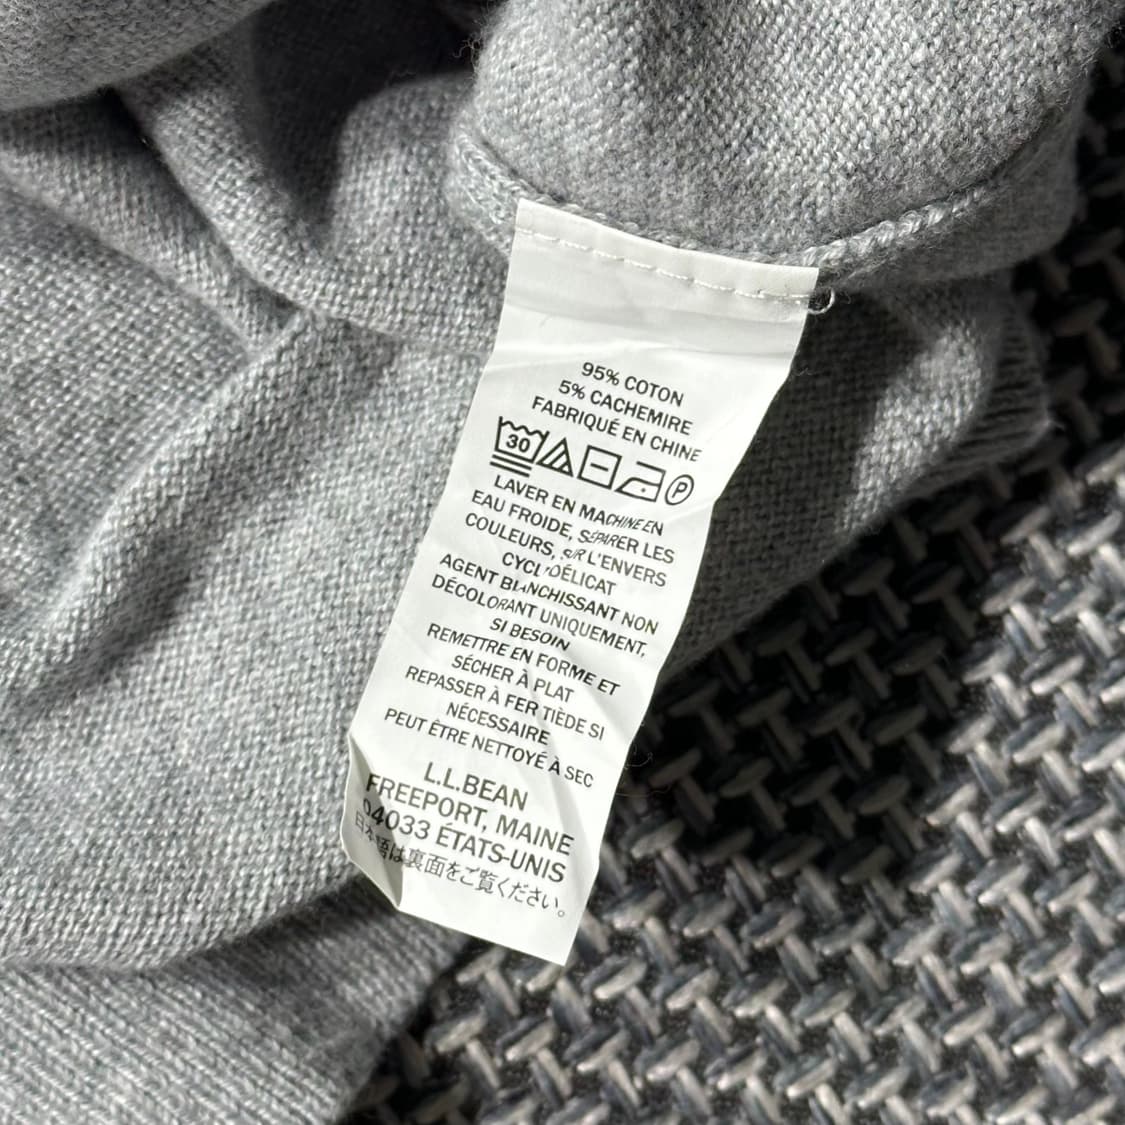 95% COTON
5% CACHEMIRE
FABRIQUÉ EN CHINE
30
P
LAVER EN MACHINE EN
EAU FROIDE, SÉPARER LES
COULEURS, SUR L'ENVERS
CYCL'DÉLICAT
AGENT BLANCHISSANT NON
DÉCOLORANT UNIQUEMENT,
SI BESOIN
REMETTRE EN FORME ET
SÉCHER À PLAT
REPASSER À FER TIÈDE SI
NÉCESSAIRE
PEUT ÊTRE NETTOYÉ À SEC
L.L.BEAN
FREEPORT, MAINE
04033 ÉTATS-UNIS
日本語は裏面をご覧ください。